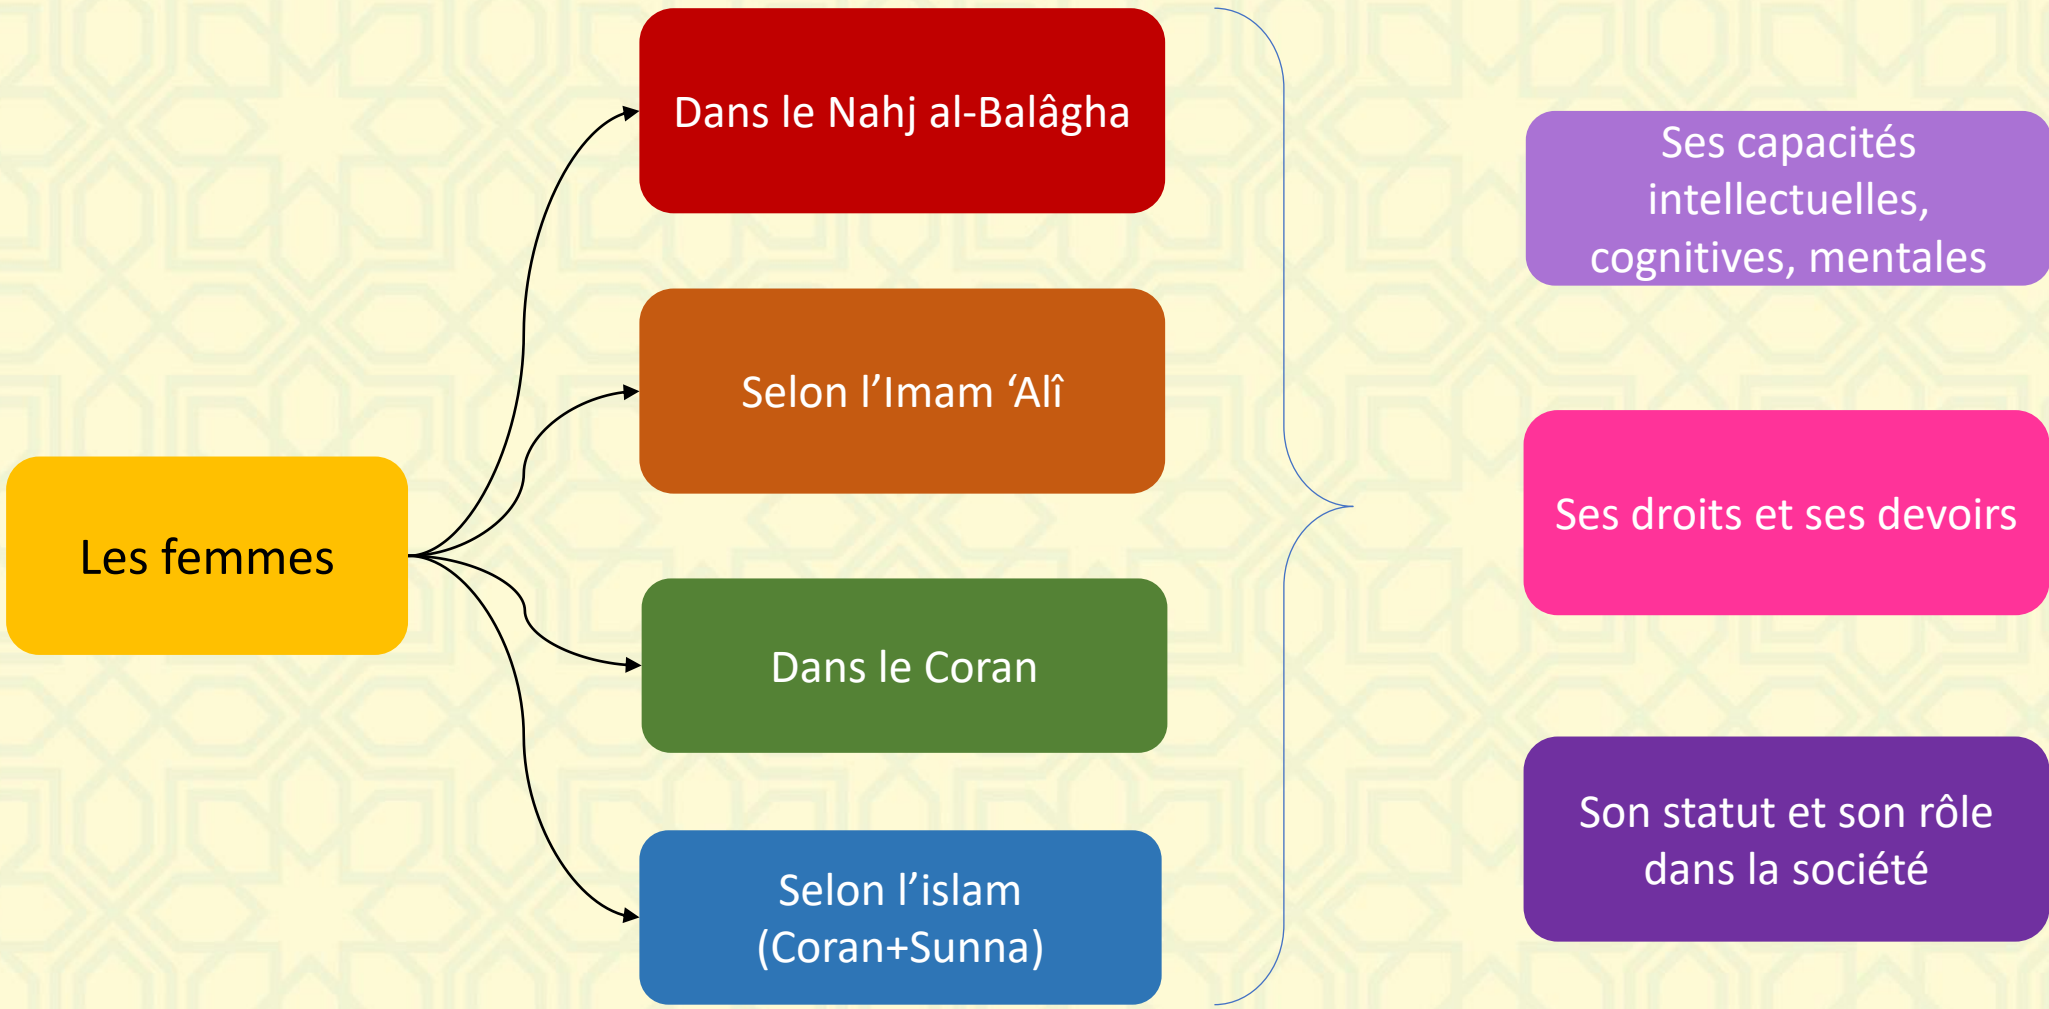 Les femmes
Dans le Nahj al-Balâgha
Selon l’Imam ‘Alî
Dans le Coran
Selon l’islam
(Coran+Sunna)
Ses capacités
intellectuelles,
cognitives, mentales
Ses droits et ses devoirs
Son statut et son rôle
dans la société